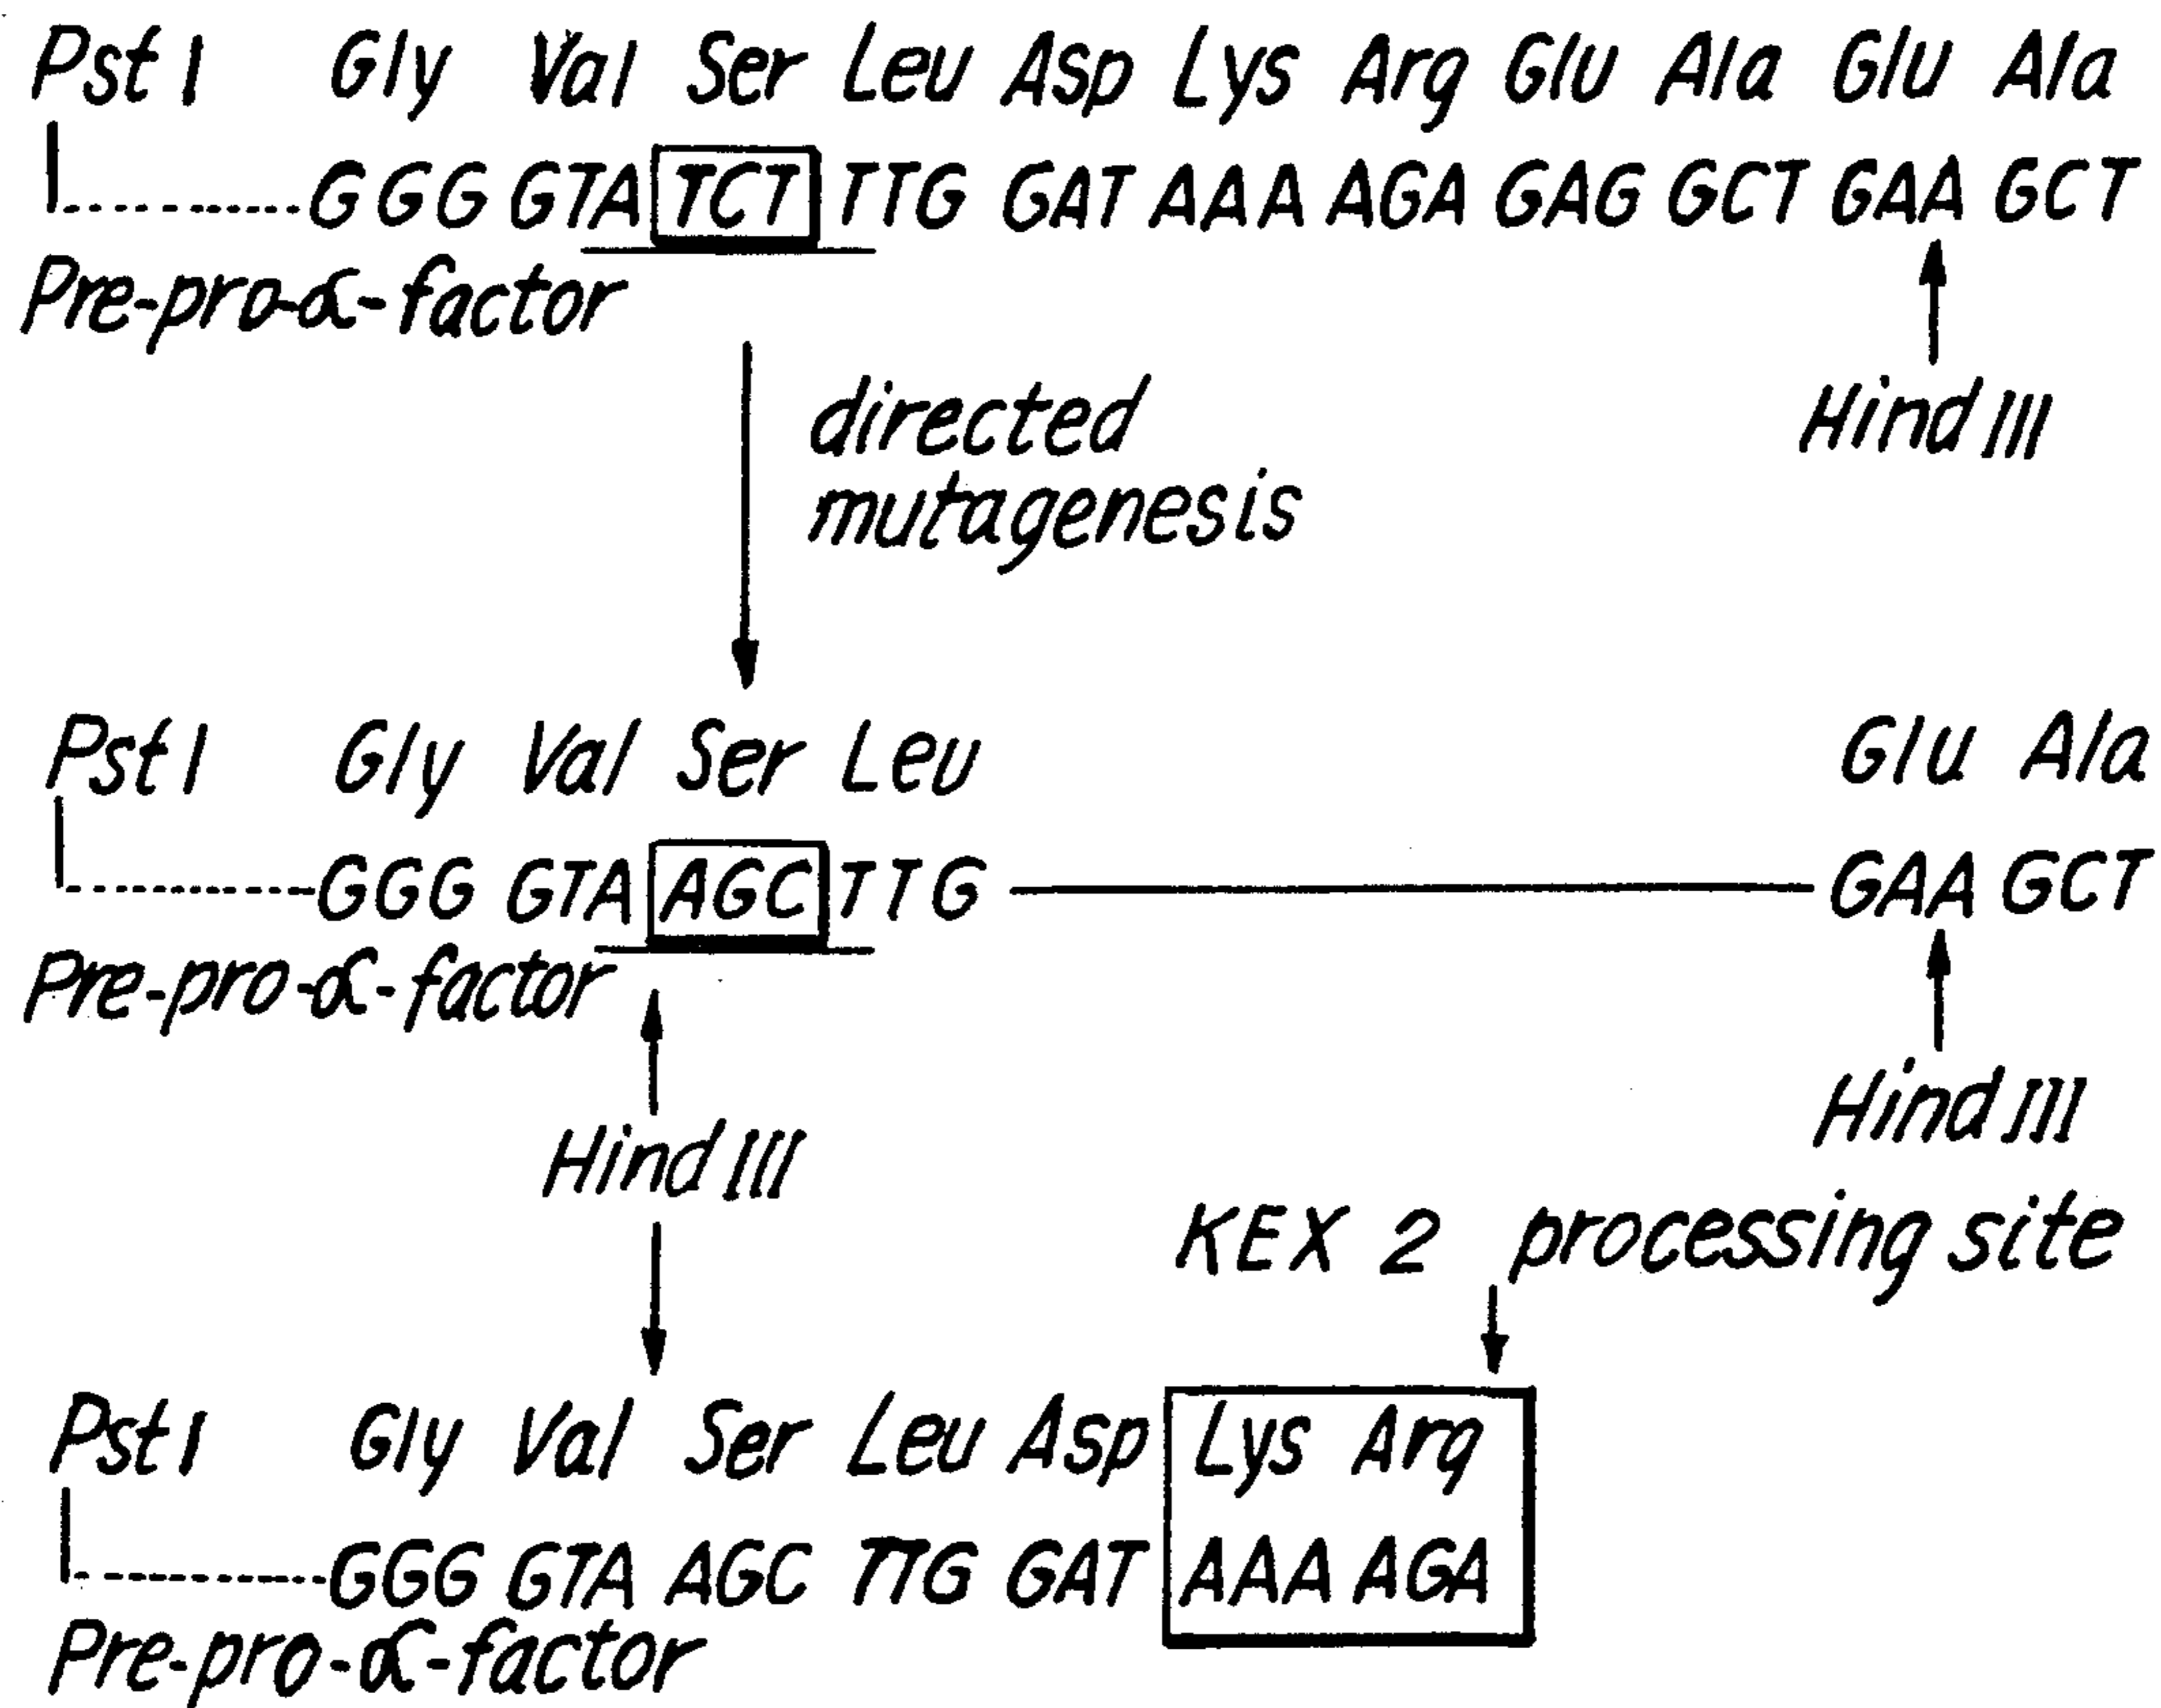 Pst I Gly Val Ser Leu Asp Lys Arg Glu Ala Glu Ala
GGG GTA TCT TTG GAT AAA AGA GAG GCT GAA GCT
Pre-pro-α-factor
directed
mutagenesis
Hind III
Pst I Gly Val Ser Leu Glu Ala
GGG GTA AGC TTG GAA GCT
Pre-pro-α-factor
Hind III
Hind III
KEX 2 processing site
Pst I Gly Val Ser Leu Asp Lys Arg
GGG GTA AGC TTG GAT AAA AGA
Pre-pro-α-factor